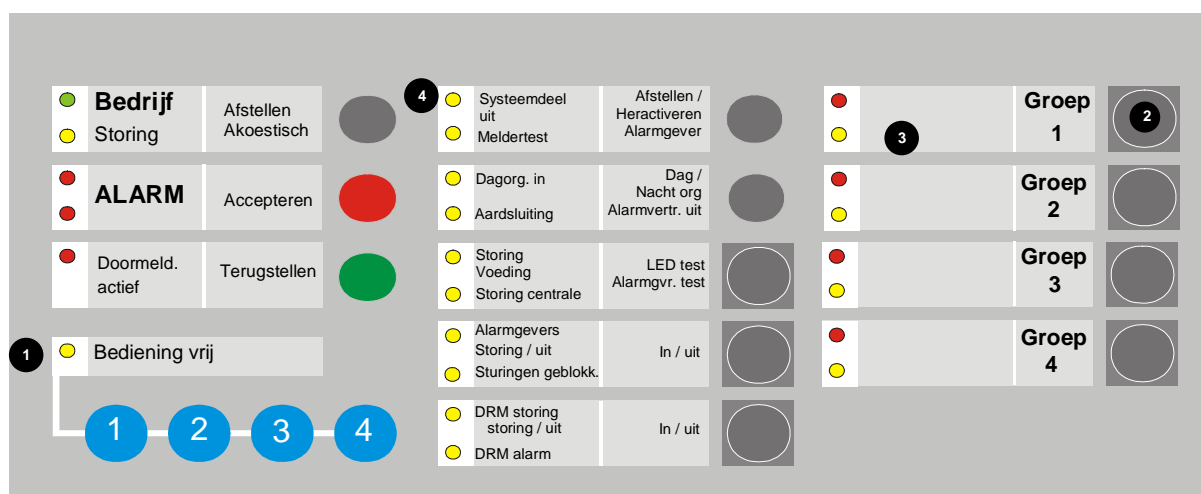 Bedrijf
Storing
Afstellen
Akoestisch
ALARM
Accepteren
Doormeld.
actief
Terugstellen
1
Bediening vrij
1 2 3 4
4
Systeemdeel
uit
Meldertest
Afstellen /
Heractiveren
Alarmgever
Dagorg. in
Aardsluiting
Dag /
Nacht org
Alarmvertr. uit
Storing
Voeding
Storing centrale
LED test
Alarmgvr. test
Alarmgevers
Storing / uit
Sturingen geblokk.
In / uit
DRM storing
storing / uit
DRM alarm
In / uit
3
Groep
1
2
Groep
2
Groep
3
Groep
4